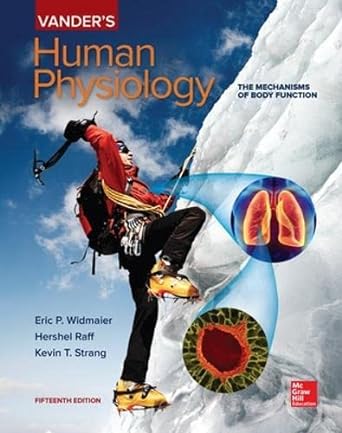 VANDER'S
Human
Physiology
THE MECHANISMS
OF BODY FUNCTION
Eric P. Widmaier
Hershel Raff
Kevin T. Strang
FIFTEENTH EDITION
Mc
Graw
Hill
Education